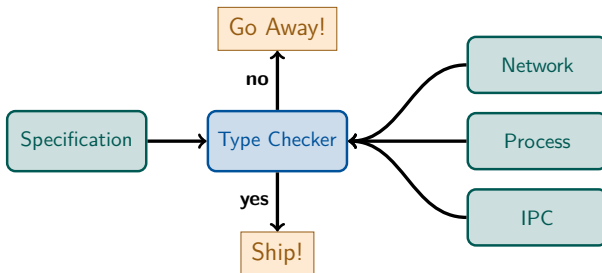 Go Away!
no
Network
Specification
Type Checker
Process
yes
IPC
Ship!